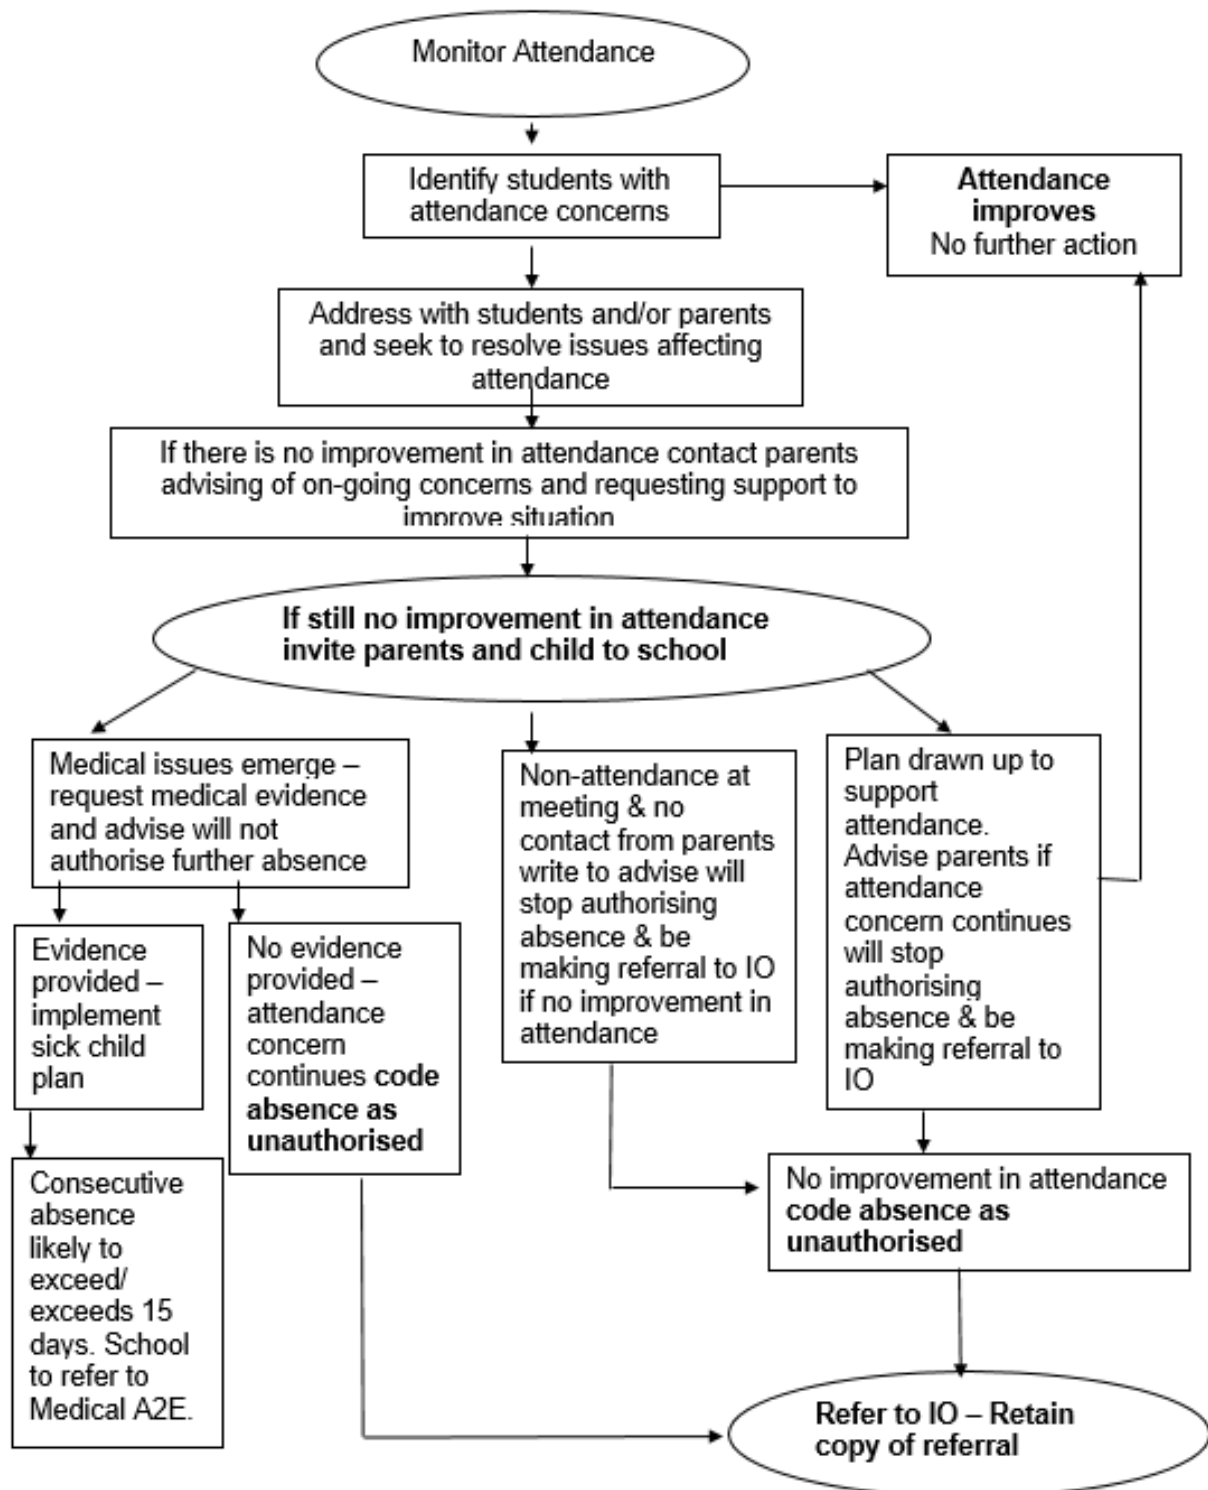 Monitor Attendance
Identify students with
attendance concerns
Attendance
improves
No further action
Address with students and/or parents
and seek to resolve issues affecting
attendance
If there is no improvement in attendance contact parents
advising of on-going concerns and requesting support to
improve situation
If still no improvement in attendance
invite parents and child to school
Medical issues emerge –
request medical evidence
and advise will not
authorise further absence
Non-attendance at
meeting & no
contact from parents
write to advise will
stop authorising
absence & be
making referral to IO
if no improvement in
attendance
Plan drawn up to
support
attendance.
Advise parents if
attendance
concern continues
will stop
authorising
absence & be
making referral to
IO
Evidence
provided –
implement
sick child
plan
No evidence
provided –
attendance
concern
continues code
absence as
unauthorised
Consecutive
absence
likely to
exceed/
exceeds 15
days. School
to refer to
Medical A2E.
No improvement in attendance
code absence as
unauthorised
Refer to IO – Retain
copy of referral